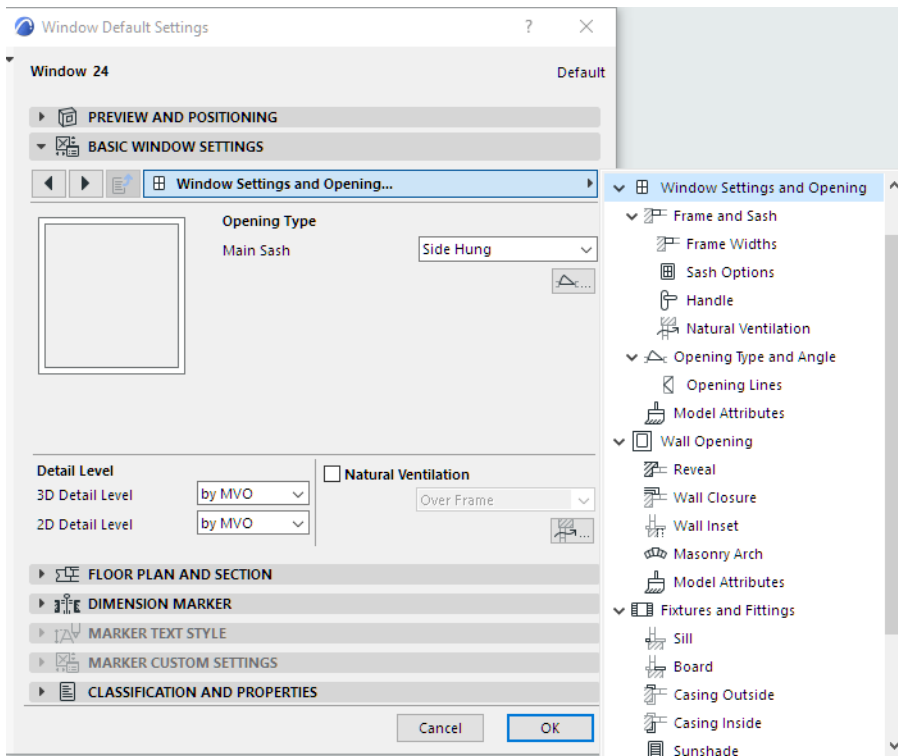 Window Default Settings
?
Window 24
Default
PREVIEW AND POSITIONING
BASIC WINDOW SETTINGS
Window Settings and Opening...
Opening Type
Main Sash
Side Hung
...
Detail Level
3D Detail Level
by MVO
2D Detail Level
by MVO
Natural Ventilation
Over Frame
...
FLOOR PLAN AND SECTION
DIMENSION MARKER
MARKER TEXT STYLE
MARKER CUSTOM SETTINGS
CLASSIFICATION AND PROPERTIES
Cancel
OK
Window Settings and Opening
Frame and Sash
Frame Widths
Sash Options
Handle
Natural Ventilation
Opening Type and Angle
Opening Lines
Model Attributes
Wall Opening
Reveal
Wall Closure
Wall Inset
Masonry Arch
Model Attributes
Fixtures and Fittings
Sill
Board
Casing Outside
Casing Inside
Sunshade